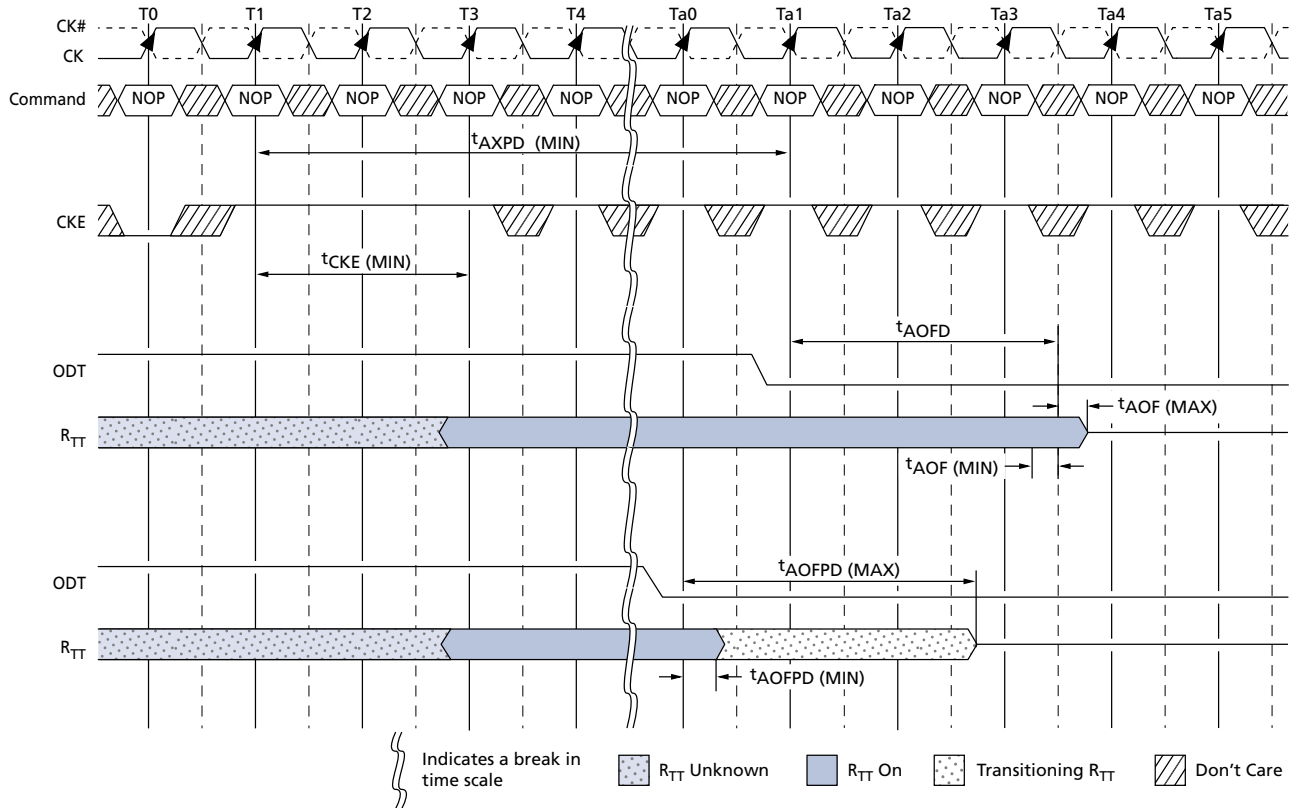 T0 T1 T2 T3 T4 Ta0 Ta1 Ta2 Ta3 Ta4 Ta5
CK#
CK
Command NOP NOP NOP NOP NOP NOP NOP NOP NOP NOP NOP
tAXPD (MIN)
CKE
tCKE (MIN)
tAOFD
ODT
tAOF (MAX)
RTT
tAOF (MIN)
tAOFPD (MAX)
ODT
RTT
tAOFPD (MIN)
Indicates a break in
time scale
RTT Unknown
RTT On
Transitioning RTT
Don't Care